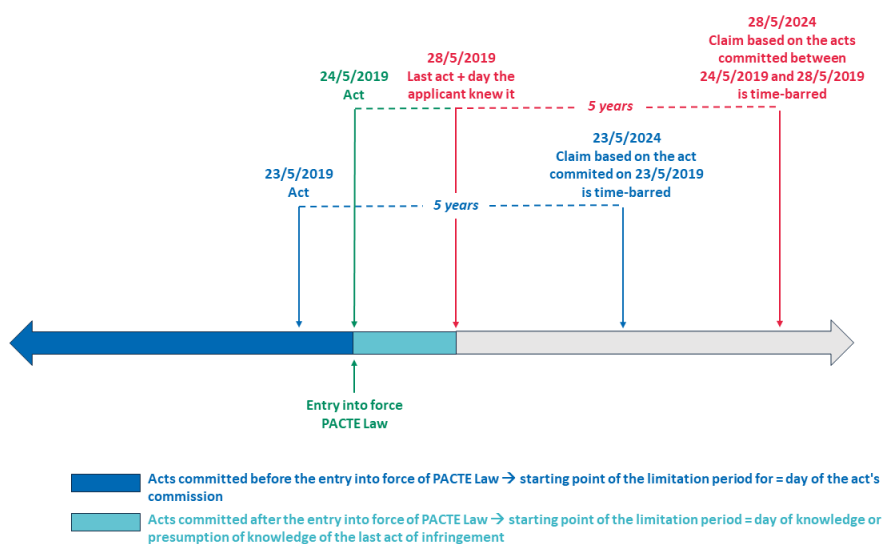 28/5/2024
Claim based on the acts
committed between
24/5/2019 and 28/5/2019
is time-barred
28/5/2019
Last act + day the
applicant knew it
24/5/2019
Act
5 years
23/5/2024
Claim based on the act
commited on 23/5/2019
is time-barred
23/5/2019
Act
5 years
Entry into force
PACTE Law
Acts committed before the entry into force of PACTE Law → starting point of the limitation period for = day of the act's
commission
Acts committed after the entry into force of PACTE Law → starting point of the limitation period = day of knowledge or
presumption of knowledge of the last act of infringement